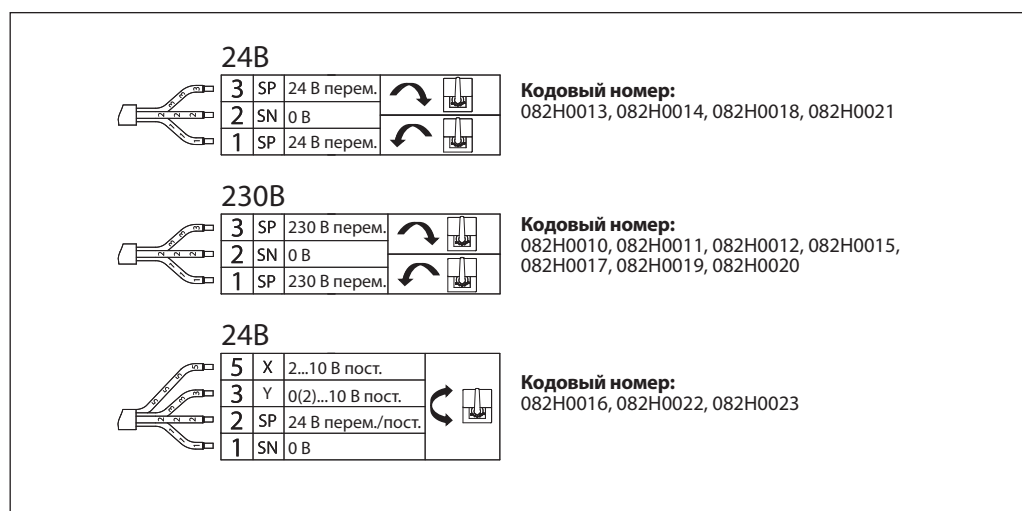 24В
3 SP 24 В перем.
2 SN 0 В
1 SP 24 В перем.
Кодовый номер:
082H0013, 082H0014, 082H0018, 082H0021
230В
3 SP 230 В перем.
2 SN 0 В
1 SP 230 В перем.
Кодовый номер:
082H0010, 082H0011, 082H0012, 082H0015,
082H0017, 082H0019, 082H0020
24В
5 X 2...10 В пост.
3 Y 0(2)...10 В пост.
2 SP 24 В перем./пост.
1 SN 0 В
Кодовый номер:
082H0016, 082H0022, 082H0023